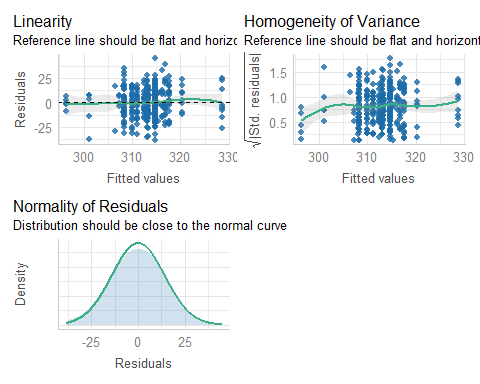 Linearity
Reference line should be flat and horizo
Residuals
25
0
-25
300
310
320
330
Fitted values
Homogeneity of Variance
Reference line should be flat and horizont
√|Std. residuals|
1.5
1.0
0.5
300
310
320
330
Fitted values
Normality of Residuals
Distribution should be close to the normal curve
Density
-25
0
25
Residuals